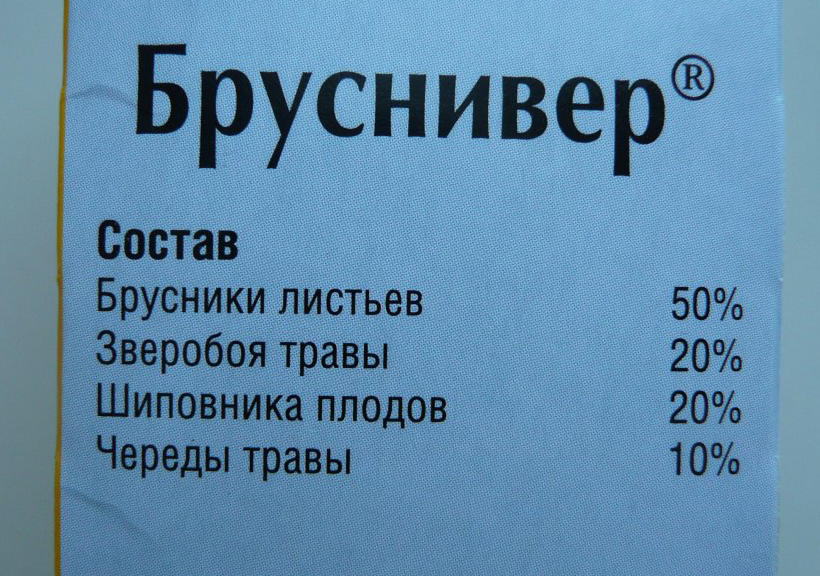 Бруснивер®
Состав
Брусники листьев 50%
Зверобоя травы 20%
Шиповника плодов 20%
Череды травы 10%